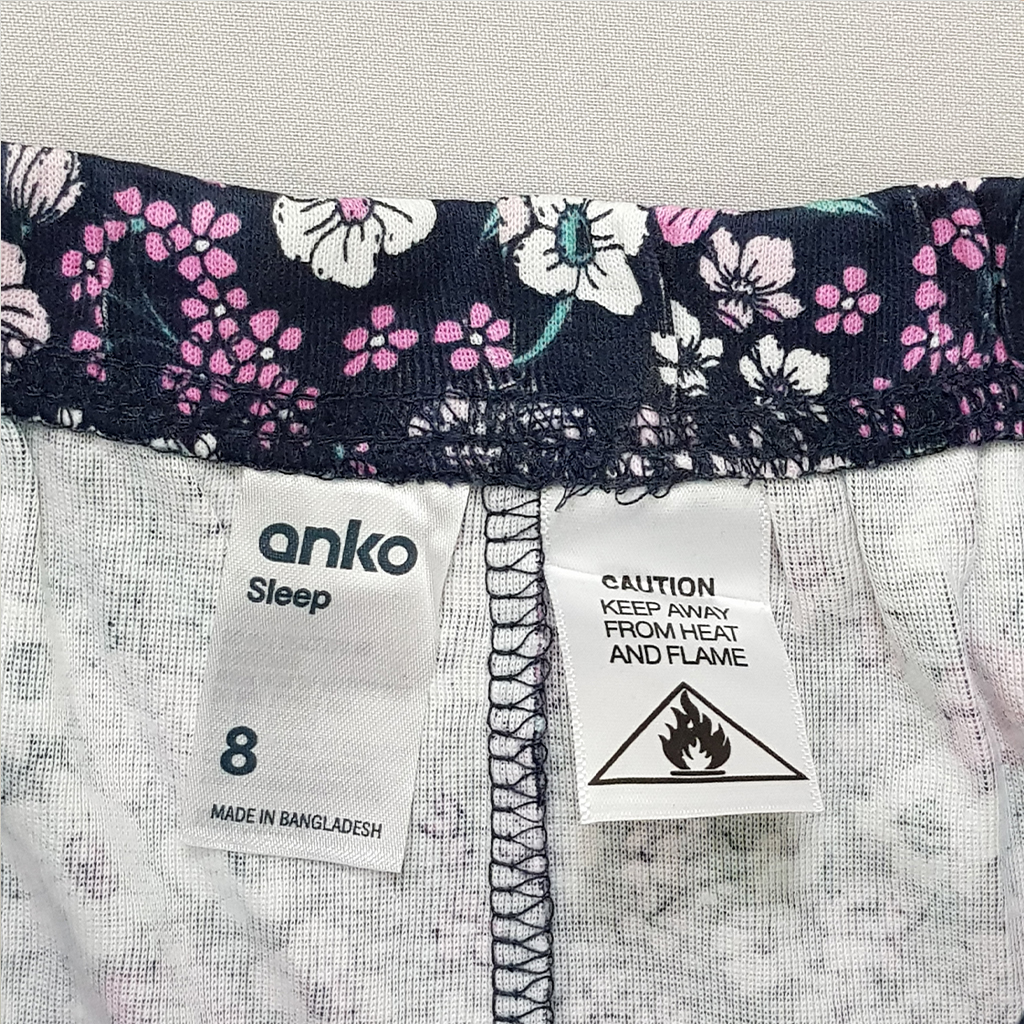 anko
Sleep
8
MADE IN BANGLADESH
CAUTION
KEEP AWAY
FROM HEAT
AND FLAME